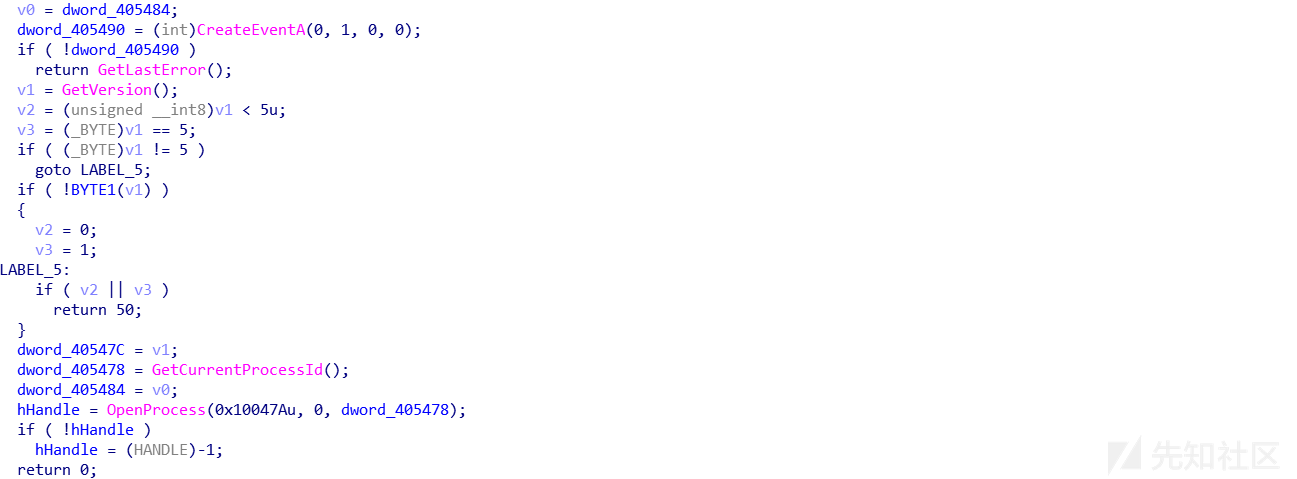 v0 = dword_405484;
dword_405490 = (int)CreateEventA(0, 1, 0, 0);
if ( !dword_405490 )
return GetLastError();
v1 = GetVersion();
v2 = (unsigned __int8)v1 < 5u;
v3 = (_BYTE)v1 == 5;
if ( (_BYTE)v1 != 5 )
goto LABEL_5;
if ( !BYTE1(v1) )
{
v2 = 0;
v3 = 1;
LABEL_5:
if ( v2 || v3 )
return 50;
}
dword_40547C = v1;
dword_405478 = GetCurrentProcessId();
dword_405484 = v0;
hHandle = OpenProcess(0x10047Au, 0, dword_405478);
if ( !hHandle )
hHandle = (HANDLE)-1;
return 0;
先知社区